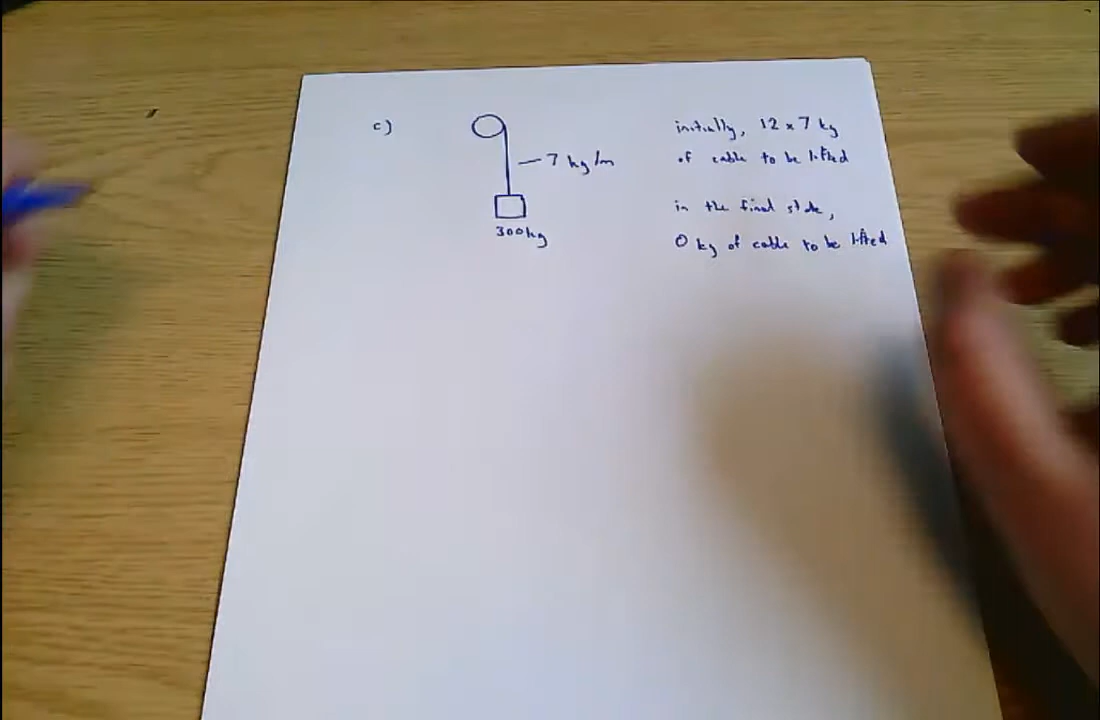 c)
7 kg/m
300kg
initially, 12 x 7 kg
of cable to be lifted
in the final state,
0 kg of cable to be lifted